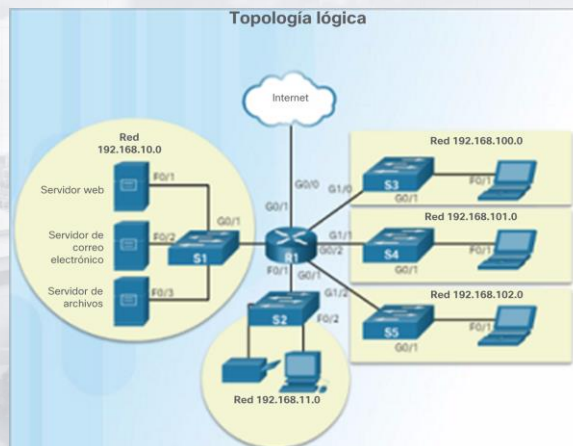 Topología lógica
Internet
Red
192.168.10.0
Servidor web
F0/1
Servidor de
correo
electrónico
F0/2
Servidor de
archivos
F0/3
G0/1
S1
G0/0
G0/1
R1
G0/2
F0/1
G0/1
G1/0
G1/1
G1/2
S2
F0/2
Red 192.168.11.0
Red 192.168.100.0
S3
G0/1
F0/1
Red 192.168.101.0
S4
G0/1
F0/1
Red 192.168.102.0
S5
G0/1
F0/1